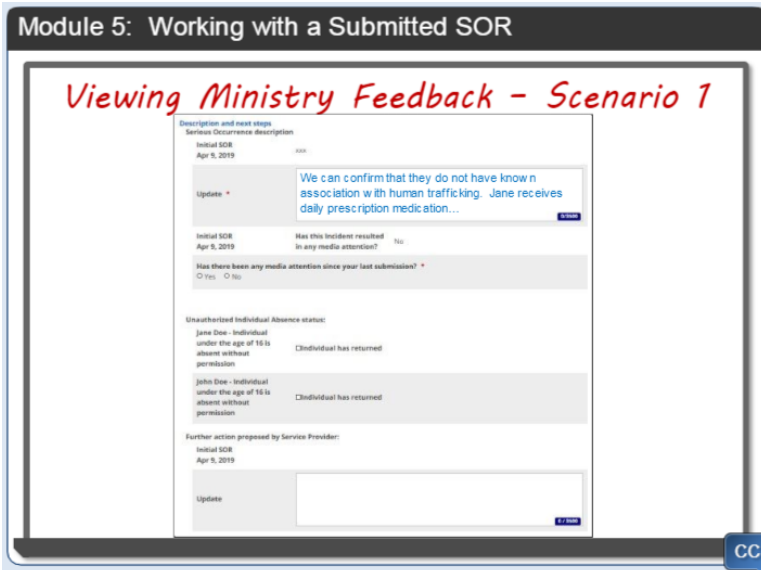 Module 5: Working with a Submitted SOR
Viewing Ministry Feedback - Scenario 1
Description and next steps
Serious Occurrence description
Initial SOR
Apr 9, 2019
xxx
Update *
We can confirm that they do not have known
association with human trafficking. Jane receives
daily prescription medication...
Initial SOR
Apr 9, 2019
Has this Incident resulted
in any media attention?
No
Has there been any media attention since your last submission? *
Yes No
Unauthorized Individual Absence status:
Jane Doe - Individual
under the age of 16 is
absent without
permission
Individual has returned
John Doe - Individual
under the age of 16 is
absent without
permission
Individual has returned
Further action proposed by Service Provider:
Initial SOR
Apr 9, 2019
Update
CC